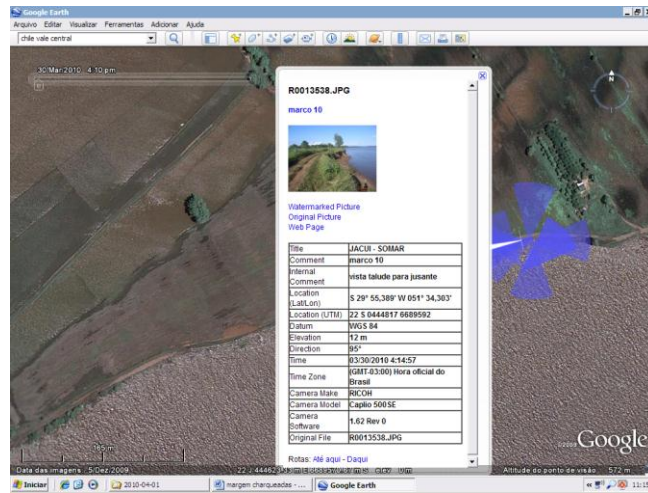 Google Earth
Arquivo Editar Visualizar Ferramentas Adicionar Ajuda
chile vale central
30/Mar/2010 4:10 pm
R0013538.JPG
marco 10
Watermarked Picture
Original Picture
Web Page
Title JACUI - SOMAR
Comment marco 10
Internal Comment vista talude para jusante
Location (Lat/Lon) S 29° 55,389' W 051° 34,303'
Location (UTM) 22 S 0444817 6689592
Datum WGS 84
Elevation 12 m
Direction 95°
Time 03/30/2010 4:14:57
Time Zone (GMT-03:00) Hora oficial do Brasil
Camera Make RICOH
Camera Model Caplio 500SE
Camera Software 1.62 Rev 0
Original File R0013538.JPG
Rotas: Até aqui - Daqui
165 m
©2009 Google
Data das imagens : 5/Dez/2009
elev 0 m
Altitude do ponto de visão 572 m
Iniciar
2010-04-01
margen charqueadas - ...
Google Earth